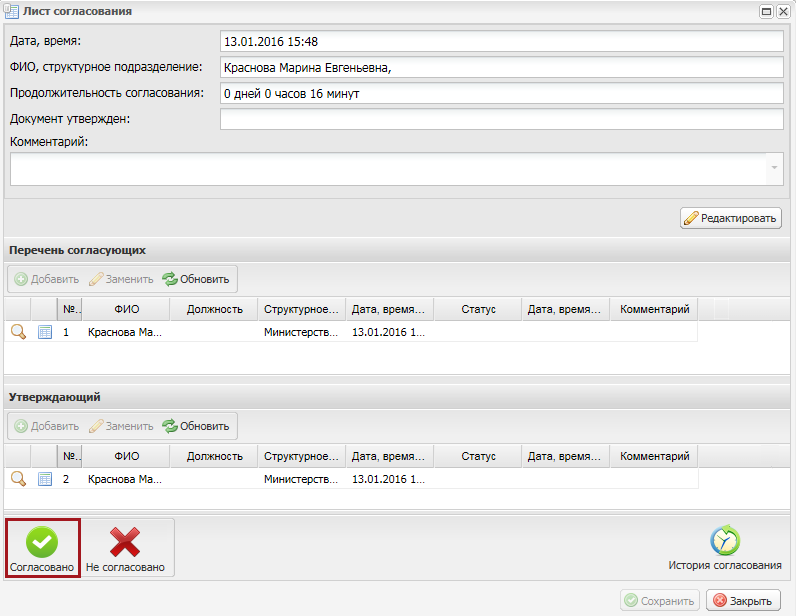 Лист согласования
Дата, время: 13.01.2016 15:48
ФИО, структурное подразделение: Краснова Марина Евгеньевна,
Продолжительность согласования: 0 дней 0 часов 16 минут
Документ утвержден:
Комментарий:
Редактировать
Перечень согласующих
Добавить Заменить Обновить
№... ФИО Должность Структурное... Дата, время... Статус Дата, время... Комментарий
1 Краснова Ма... Министерств... 13.01.2016 1...
Утверждающий
Добавить Заменить Обновить
№... ФИО Должность Структурное... Дата, время... Статус Дата, время... Комментарий
2 Краснова Ма... Министерств... 13.01.2016 1...
Согласовано Не согласовано История согласования
Сохранить Закрыть